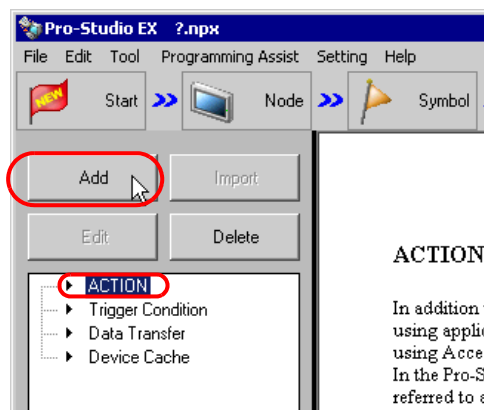 Pro-Studio EX ?.npx
File Edit Tool Programming Assist Setting Help
NEW Start Node Symbol
Add Import
Edit Delete
ACTION
Trigger Condition
Data Transfer
Device Cache
ACTION
In addition
using applic
using Acce
In the Pro-S
referred to a